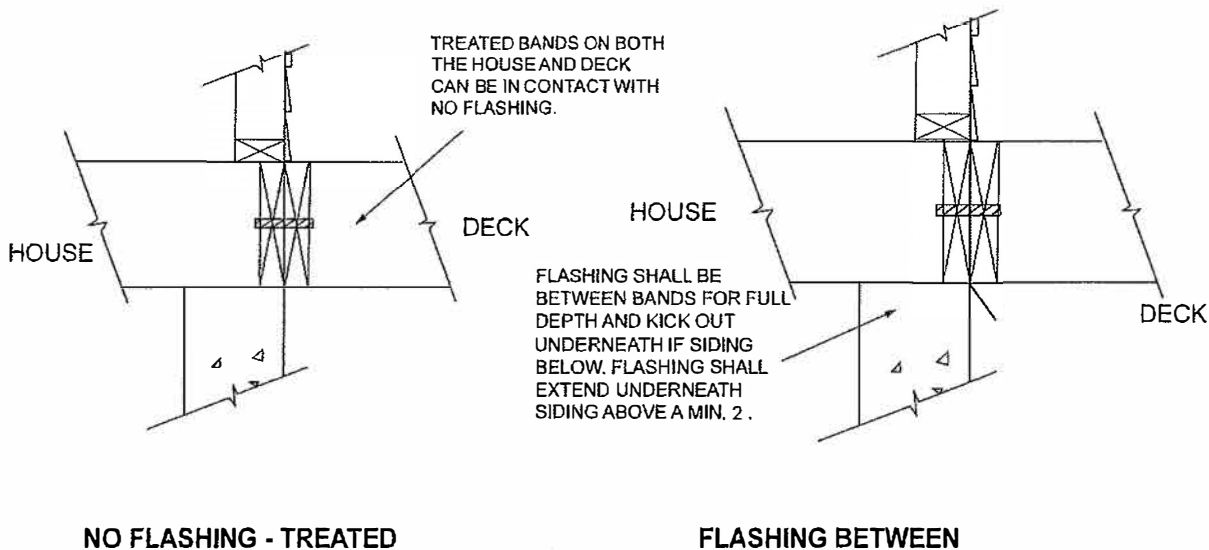 TREATED BANDS ON BOTH
THE HOUSE AND DECK
CAN BE IN CONTACT WITH
NO FLASHING.
HOUSE
DECK
NO FLASHING - TREATED
HOUSE
FLASHING SHALL BE
BETWEEN BANDS FOR FULL
DEPTH AND KICK OUT
UNDERNEATH IF SIDING
BELOW. FLASHING SHALL
EXTEND UNDERNEATH
SIDING ABOVE A MIN. 2 .
DECK
FLASHING BETWEEN